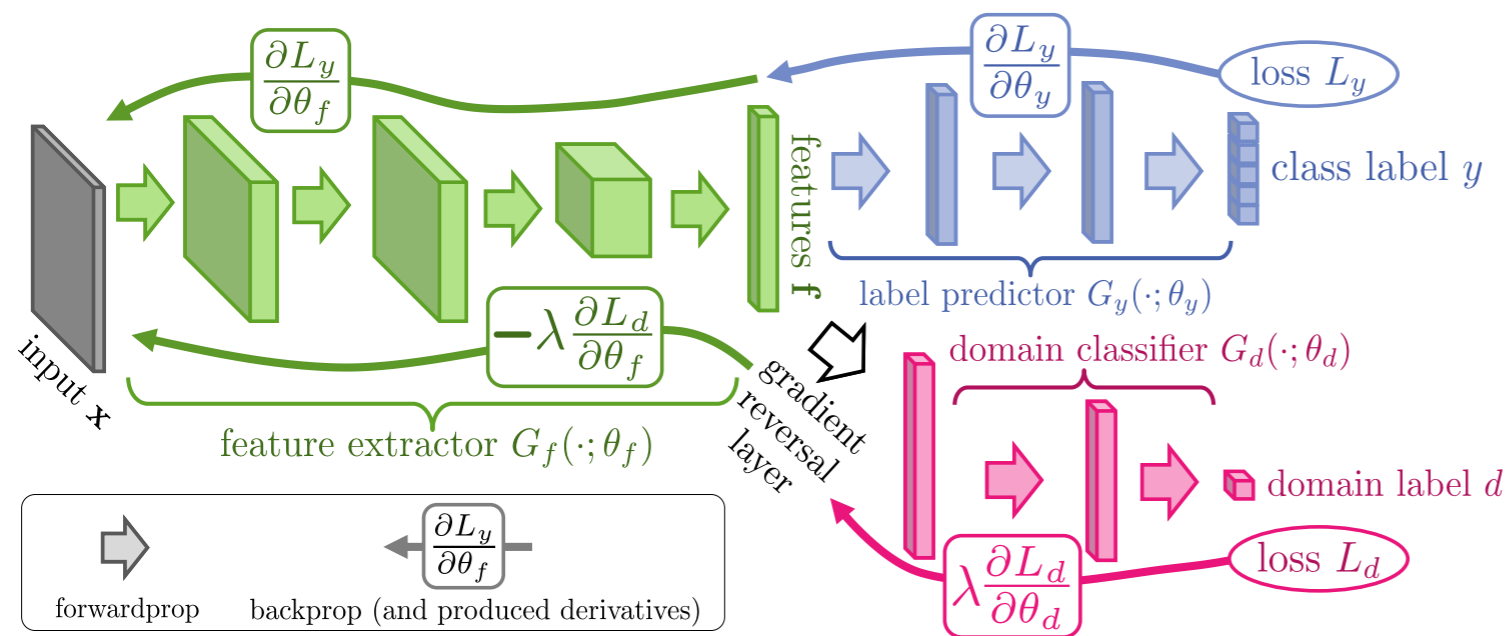 ∂L_y
∂θ_f
∂L_y
∂θ_y
loss L_y
features f
class label y
label predictor G_y(·; θ_y)
input x
−λ ∂L_d
∂θ_f
feature extractor G_f(·; θ_f)
gradient
reversal
layer
domain classifier G_d(·; θ_d)
domain label d
λ ∂L_d
∂θ_d
loss L_d
∂L_y
∂θ_f
forwardprop
backprop (and produced derivatives)